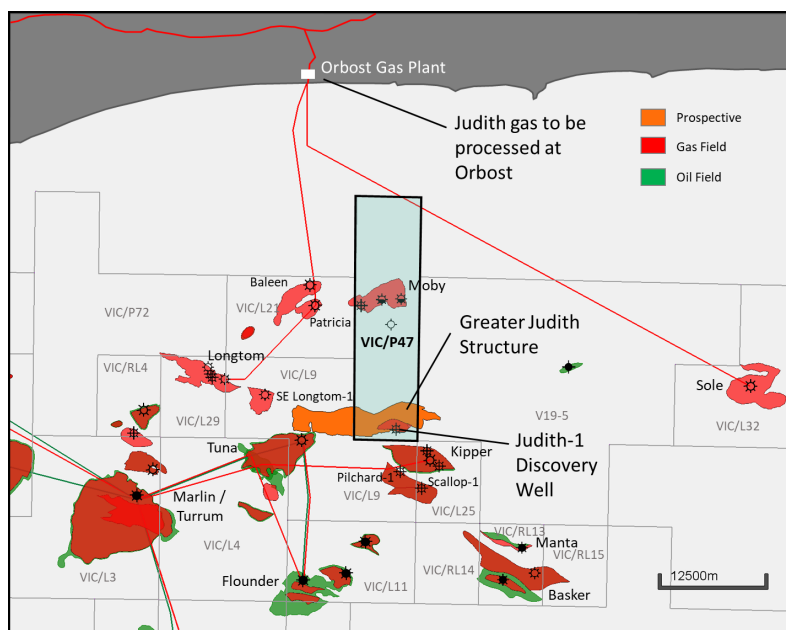 Orbost Gas Plant
Judith gas to be
processed at
Orbost
Prospective
Gas Field
Oil Field
Baleen
Moby
VIC/P72
VIC/L21
Patricia
VIC/P47
Greater Judith
Structure
Longtom
VIC/RL4
VIC/L9
SE Longtom-1
Sole
VIC/L29
V19-5
VIC/L32
Tuna
Kipper
Judith-1
Discovery
Well
Pilchard-1
Scallop-1
VIC/L9
VIC/L25
Marlin /
Turrum
VIC/L4
VIC/RL13
Manta
VIC/RL15
VIC/L3
Flounder
VIC/L11
VIC/RL14
Basker
12500m